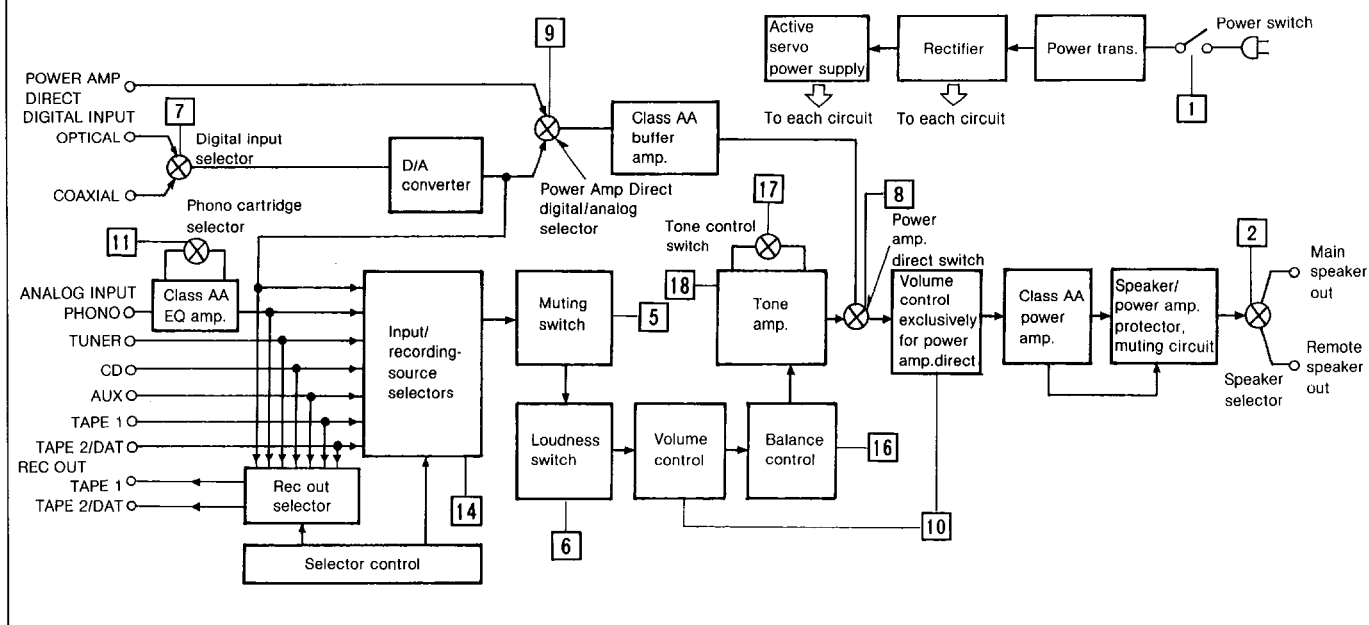 9
POWER AMP
DIRECT
DIGITAL INPUT
OPTICAL
COAXIAL
7
Digital input
selector
D/A
converter
Class AA
buffer
amp.
Power Amp Direct
digital/analog
selector
Active
servo
power supply
Rectifier
Power trans.
Power switch
1
To each circuit
To each circuit
Phono cartridge
selector
11
ANALOG INPUT
PHONO
Class AA
EQ amp.
TUNER
CD
AUX
TAPE 1
TAPE 2/DAT
REC OUT
TAPE 1
TAPE 2/DAT
Rec out
selector
Selector control
Input/
recording-
source
selectors
14
Muting
switch
5
Loudness
switch
6
Volume
control
Balance
control
16
10
17
Tone control
switch
18
Tone
amp.
8
Power
amp.
direct switch
Volume
control
exclusively
for power
amp.direct
Class AA
power
amp.
Speaker/
power amp.
protector,
muting circuit
2
Main
speaker
out
Remote
speaker
out
Speaker
selector